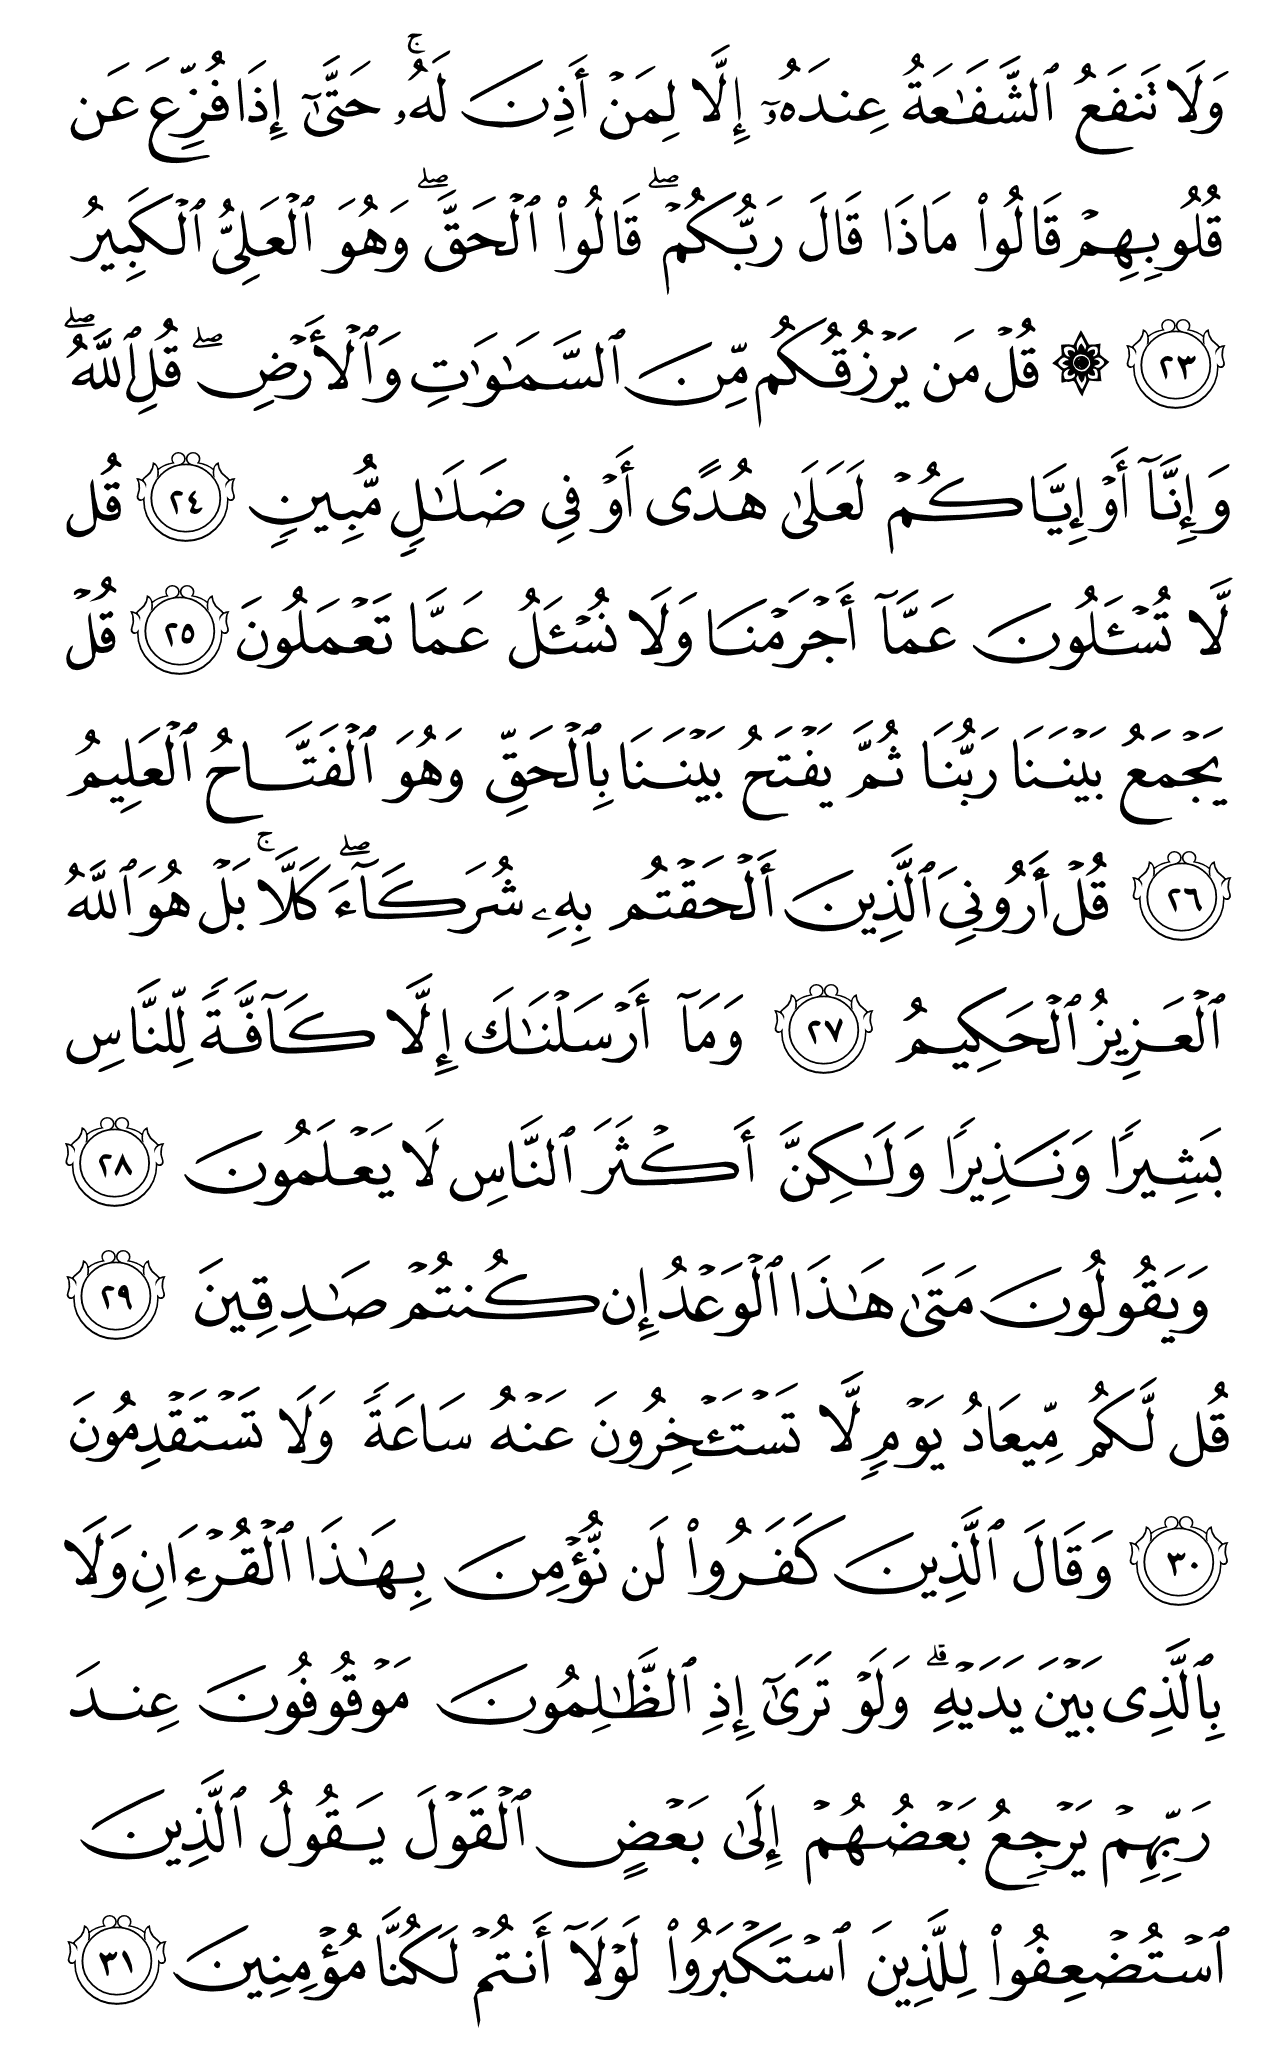 وَلَا تَنفَعُ ٱلشَّفَٰعَةُ عِندَهُۥٓ إِلَّا لِمَنْ أَذِنَ لَهُۥۚ حَتَّىٰٓ إِذَا فُزِّعَ عَن
قُلُوبِهِمْ قَالُوا۟ مَاذَا قَالَ رَبُّكُمْۖ قَالُوا۟ ٱلْحَقَّۖ وَهُوَ ٱلْعَلِىُّ ٱلْكَبِيرُ
٢٣ ۞ قُلْ مَن يَرْزُقُكُم مِّنَ ٱلسَّمَٰوَٰتِ وَٱلْأَرْضِۖ قُلِ ٱللَّهُۖ
وَإِنَّآ أَوْ إِيَّاكُمْ لَعَلَىٰ هُدًى أَوْ فِى ضَلَٰلٍ مُّبِينٍ ٢٤ قُل
لَّا تُسْـَٔلُونَ عَمَّآ أَجْرَمْنَا وَلَا نُسْـَٔلُ عَمَّا تَعْمَلُونَ ٢٥ قُلْ
يَجْمَعُ بَيْنَنَا رَبُّنَا ثُمَّ يَفْتَحُ بَيْنَنَا بِٱلْحَقِّ وَهُوَ ٱلْفَتَّاحُ ٱلْعَلِيمُ
٢٦ قُلْ أَرُونِىَ ٱلَّذِينَ أَلْحَقْتُم بِهِۦ شُرَكَآءَۖ كَلَّاۚ بَلْ هُوَ ٱللَّهُ
ٱلْعَزِيزُ ٱلْحَكِيمُ ٢٧ وَمَآ أَرْسَلْنَٰكَ إِلَّا كَآفَّةً لِّلنَّاسِ
بَشِيرًا وَنَذِيرًا وَلَٰكِنَّ أَكْثَرَ ٱلنَّاسِ لَا يَعْلَمُونَ ٢٨
وَيَقُولُونَ مَتَىٰ هَٰذَا ٱلْوَعْدُ إِن كُنتُمْ صَٰدِقِينَ ٢٩
قُل لَّكُم مِّيعَادُ يَوْمٍ لَّا تَسْتَـْٔخِرُونَ عَنْهُ سَاعَةً وَلَا تَسْتَقْدِمُونَ
٣٠ وَقَالَ ٱلَّذِينَ كَفَرُوا۟ لَن نُّؤْمِنَ بِهَٰذَا ٱلْقُرْءَانِ وَلَا
بِٱلَّذِى بَيْنَ يَدَيْهِۗ وَلَوْ تَرَىٰٓ إِذِ ٱلظَّٰلِمُونَ مَوْقُوفُونَ عِندَ
رَبِّهِمْ يَرْجِعُ بَعْضُهُمْ إِلَىٰ بَعْضٍ ٱلْقَوْلَ يَقُولُ ٱلَّذِينَ
ٱسْتُضْعِفُوا۟ لِلَّذِينَ ٱسْتَكْبَرُوا۟ لَوْلَآ أَنتُمْ لَكُنَّا مُؤْمِنِينَ ٣١